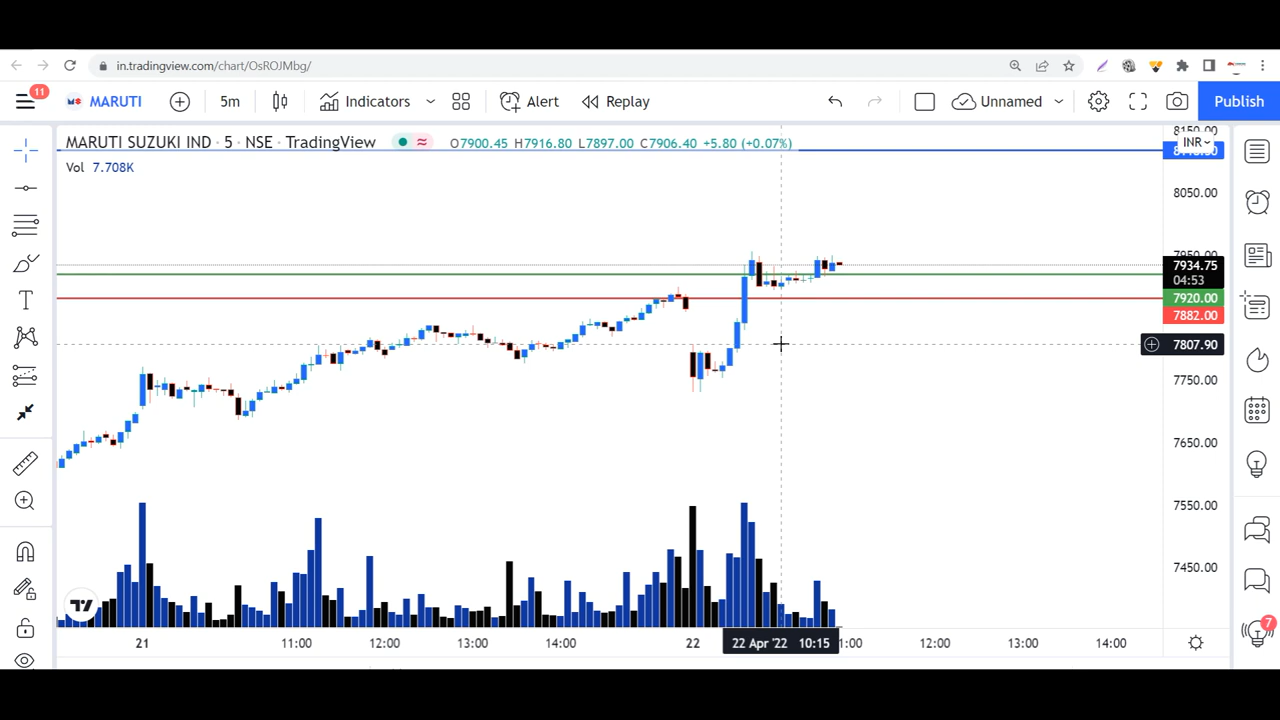 in.tradingview.com/chart/OsROJMbg/
11
MARUTI
5m
Indicators
Alert
Replay
Unnamed
Publish
MARUTI SUZUKI IND · 5 · NSE · TradingView
O7900.45 H7916.80 L7897.00 C7906.40 +5.80 (+0.07%)
Vol 7.708K
INR
8050.00
7934.75
04:53
7920.00
7882.00
7807.90
7750.00
7650.00
7550.00
7450.00
21 11:00 12:00 13:00 14:00 22 22 Apr '22 10:15 1:00 12:00 13:00 14:00
7